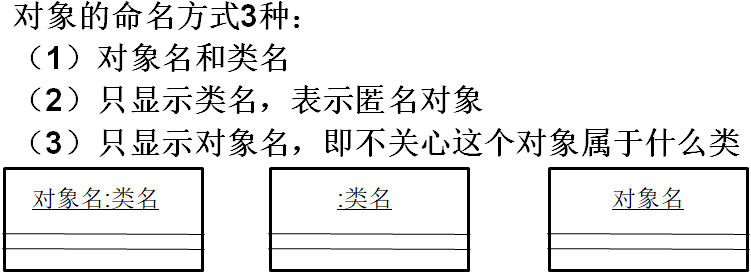 对象的命名方式3种：
（1）对象名和类名
（2）只显示类名，表示匿名对象
（3）只显示对象名，即不关心这个对象属于什么类
对象名:类名
:类名
对象名